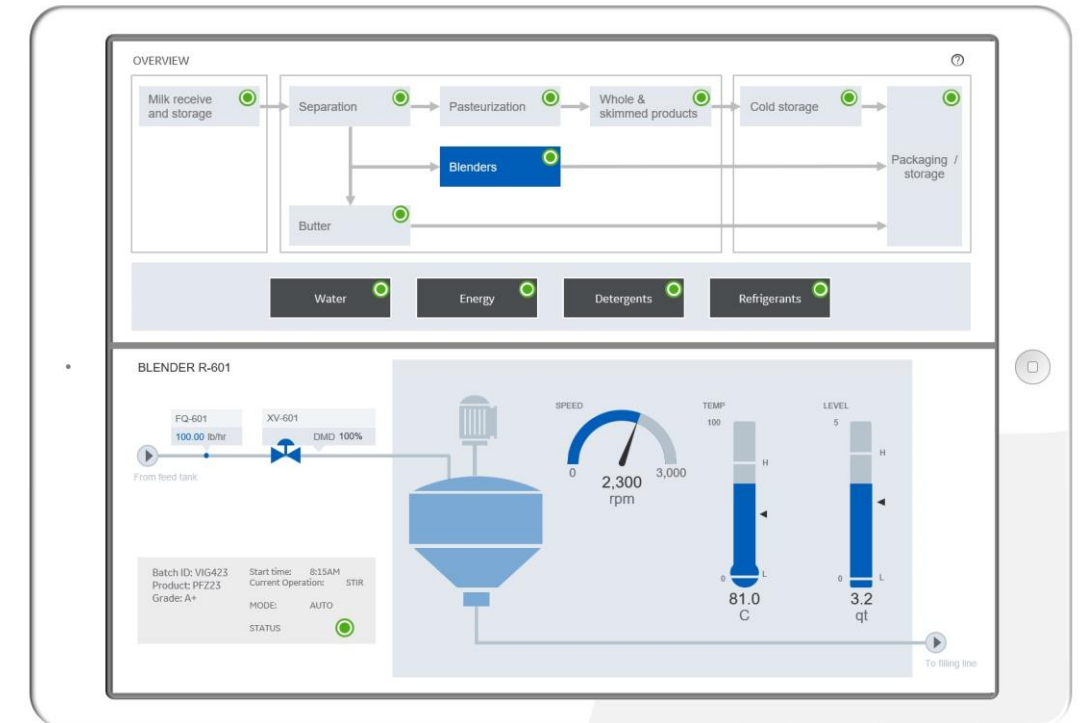 OVERVIEW
?
Milk receive
and storage
Separation
Pasteurization
Whole &
skimmed products
Cold storage
Packaging /
storage
Blenders
Butter
Water
Energy
Detergents
Refrigerants
BLENDER R-601
FQ-601
100.00 lb/hr
XV-601
DMD 100%
From feed tank
Batch ID: VIG423
Product: PFZ23
Grade: A+
Start time: 8:15AM
Current Operation: STIR
MODE: AUTO
STATUS
SPEED
0
3,000
2,300
rpm
TEMP
100
H
L
0
81.0
C
LEVEL
5
H
L
0
3.2
qt
To filling line